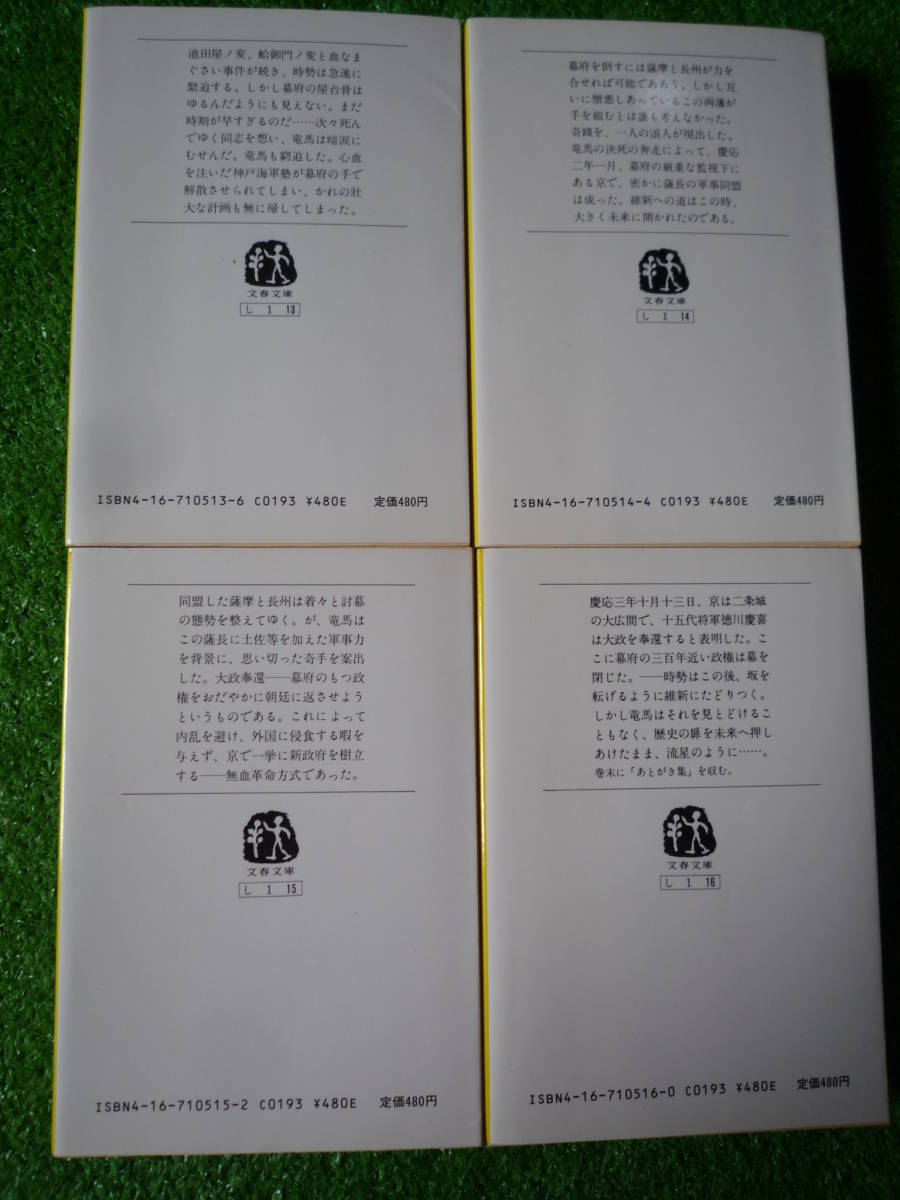 池田屋ノ変、蛤御門ノ変と血なま
ぐさい事件が続き、時勢は急速に
緊迫する。しかし幕府の屋台骨は
ゆるんだようにも見えない。まだ
時期が早すぎるのだ……次々死ん
でゆく同志を想い、竜馬は暗涙に
むせんだ。竜馬も窮迫した。心血
を注いだ神戸海軍塾が幕府の手で
解散させられてしまい、かれの壮
大な計画も無に帰してしまった。
文春文庫
し 1 13
ISBN4-16-710513-6 C0193 ¥480E 定価480円
幕府を倒すには薩摩と長州が力を
合せれば可能であろう。しかし互
いに憎悪しあっているこの両藩が
手を組むとは誰も考えなかった。
奇蹟を、一人の浪人が現出した。
竜馬の決死の奔走によって、慶応
二年一月、幕府の厳重な監視下に
ある京で、密かに薩長の軍事同盟
は成った。維新への道はこの時、
大きく未来に開かれたのである。
文春文庫
し 1 14
ISBN4-16-710514-4 C0193 ¥480E 定価480円
同盟した薩摩と長州は着々と討幕
の態勢を整えてゆく。が、竜馬は
この薩長に土佐等を加えた軍事力
を背景に、思い切った奇手を案出
した。大政奉還――幕府のもつ政
権をおだやかに朝廷に返させよう
というものである。これによって
内乱を避け、外国に侵食する暇を
与えず、京で一挙に新政府を樹立
する――無血革命方式であった。
文春文庫
し 1 15
ISBN4-16-710515-2 C0193 ¥480E 定価480円
慶応三年十月十三日、京は二条城
の大広間で、十五代将軍徳川慶喜
は大政を奉還すると表明した。こ
こに幕府の三百年近い政権は幕を
閉じた。――時勢はこの後、坂を
転げるように維新にたどりつく。
しかし竜馬はそれを見とどけるこ
ともなく、歴史の扉を未来へ押し
あけたまま、流星のように……。
巻末に「あとがき集」を収む。
文春文庫
し 1 16
ISBN4-16-710516-0 C0193 ¥480E 定価480円